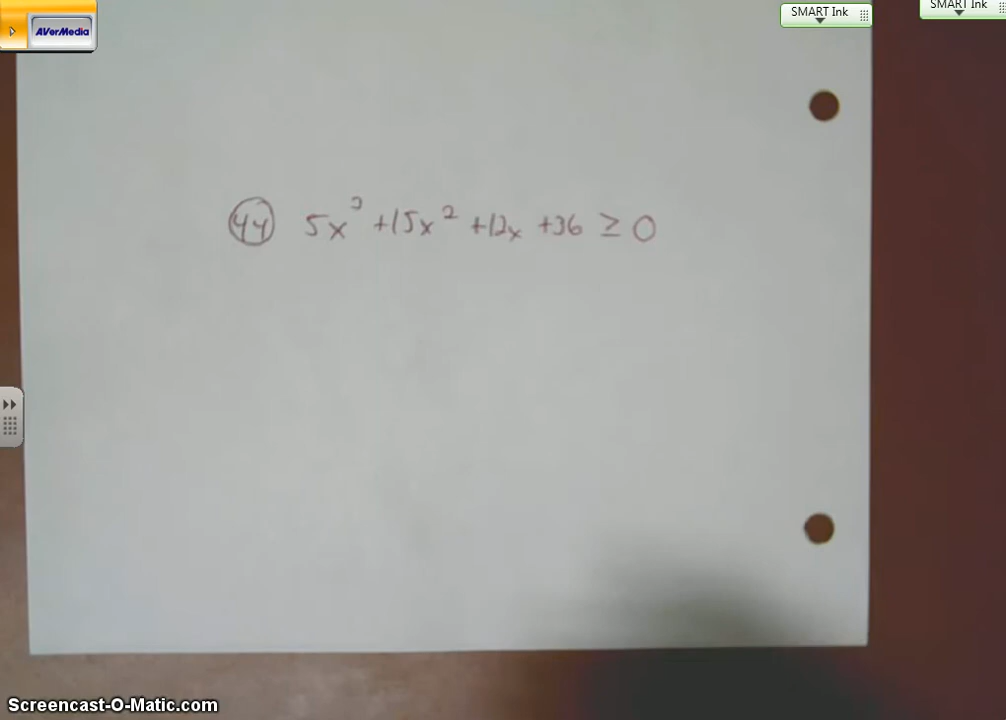 AVerMedia
SMART Ink
SMART Ink
44 5x³ +15x² +12x +36 ≥ 0
Screencast-O-Matic.com